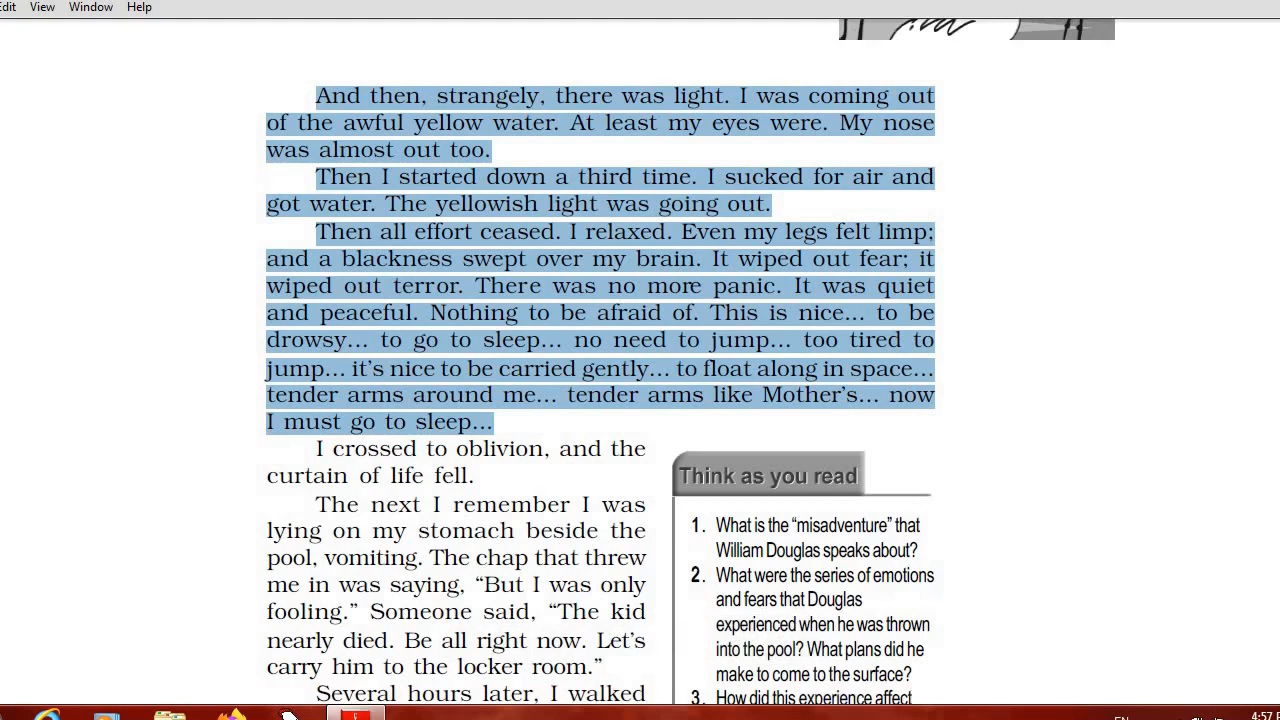 Edit View Window Help
And then, strangely, there was light. I was coming out
of the awful yellow water. At least my eyes were. My nose
was almost out too.
Then I started down a third time. I sucked for air and
got water. The yellowish light was going out.
Then all effort ceased. I relaxed. Even my legs felt limp;
and a blackness swept over my brain. It wiped out fear; it
wiped out terror. There was no more panic. It was quiet
and peaceful. Nothing to be afraid of. This is nice... to be
drowsy... to go to sleep... no need to jump... too tired to
jump... it's nice to be carried gently... to float along in space...
tender arms around me... tender arms like Mother's... now
I must go to sleep...
I crossed to oblivion, and the
curtain of life fell.
The next I remember I was
lying on my stomach beside the
pool, vomiting. The chap that threw
me in was saying, “But I was only
fooling.” Someone said, “The kid
nearly died. Be all right now. Let's
carry him to the locker room.”
Several hours later, I walked
Think as you read
1. What is the “misadventure” that
William Douglas speaks about?
2. What were the series of emotions
and fears that Douglas
experienced when he was thrown
into the pool? What plans did he
make to come to the surface?
3. How did this experience affect
EN
4:57 P